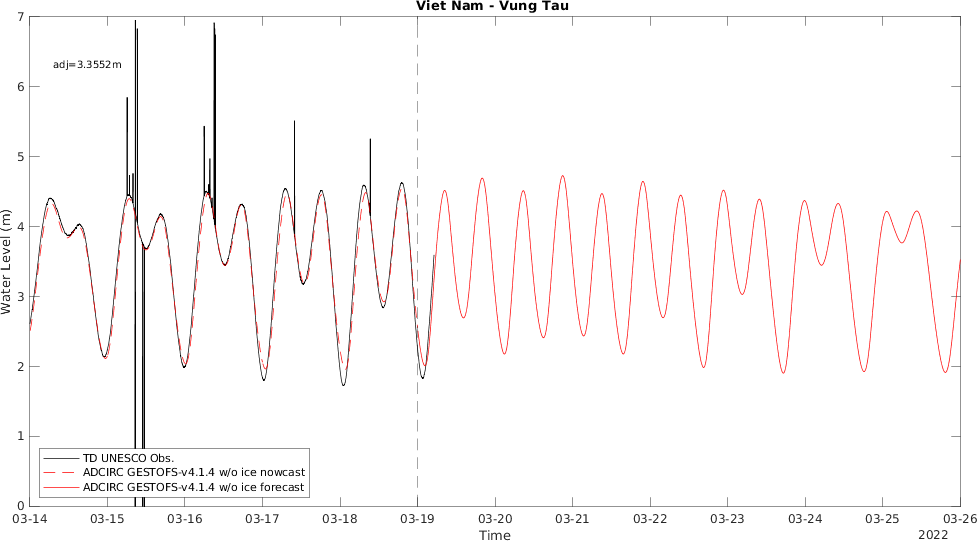 Viet Nam - Vung Tau
7
6
5
4
3
2
1
0
Water Level (m)
adj=3.3552m
TD UNESCO Obs.
ADCIRC GESTOFS-v4.1.4 w/o ice nowcast
ADCIRC GESTOFS-v4.1.4 w/o ice forecast
03-14 03-15 03-16 03-17 03-18 03-19 03-20 03-21 03-22 03-23 03-24 03-25 03-26
Time
2022